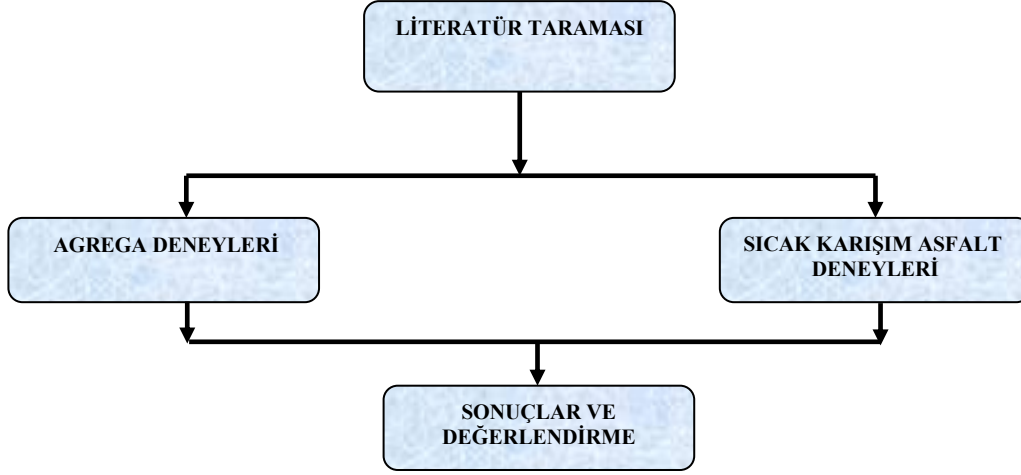 LİTERATÜR TARAMASI
AGREGA DENEYLERİ
SICAK KARIŞIM ASFALT
DENEYLERİ
SONUÇLAR VE
DEĞERLENDİRME